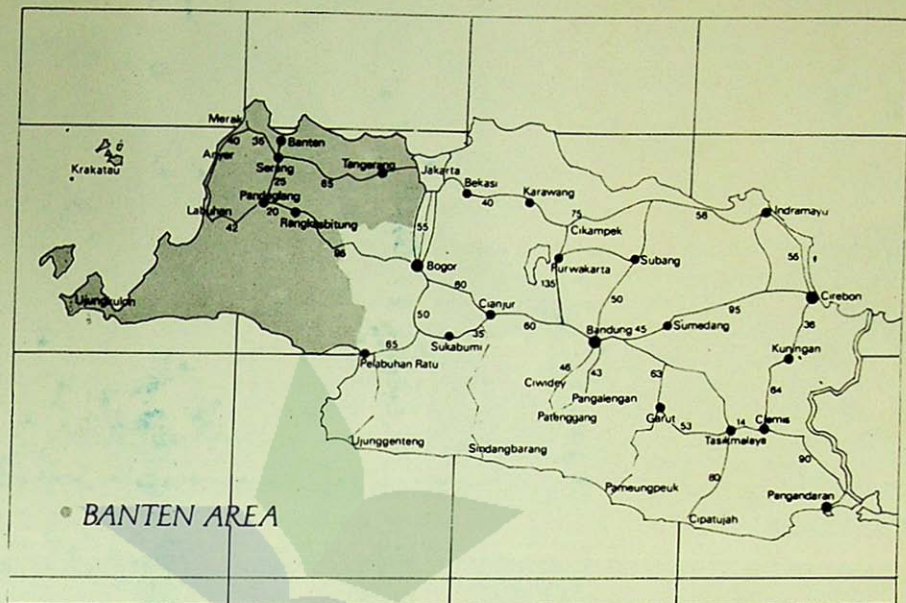 Merak
40
36
Banten
Anyer
Serang
Krakatau
25
65
Tangerang
Jakarta
Bekasi
40
Karawang
Pandeglang
Labuhan
20
42
Rangkasbitung
96
55
75
Cikampek
58
Indramayu
Bogor
Purwakarta
135
Subang
56
Ujungkulon
60
Cianjur
50
35
Sukabumi
60
50
Bandung
45
Sumedang
95
Cirebon
36
65
Pelabuhan Ratu
Kuningan
46
43
Ciwidey
Pangalengan
Patenggang
63
64
Garut
53
14
Ciamis
Tasikmalaya
Ujunggenteng
Sindangbarang
90
80
Pameungpeuk
Pangandaran
Cipatujah
BANTEN AREA